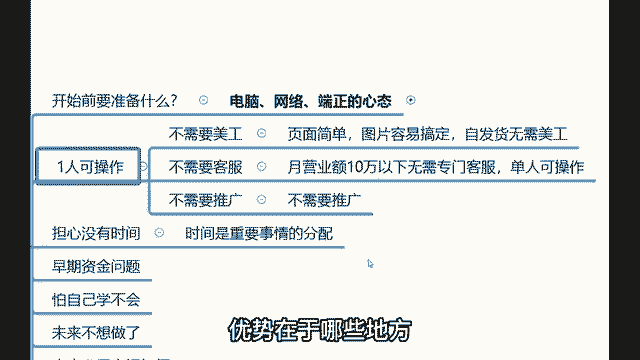 开始前要准备什么? 电脑、网络、端正的心态
不需要美工 页面简单,图片容易搞定,自发货无需美工
1人可操作 不需要客服 月营业额10万以下无需专门客服,单人可操作
不需要推广 不需要推广
担心没有时间 时间是重要事情的分配
早期资金问题
怕自己学不会
未来不想做了
优势在于哪些地方